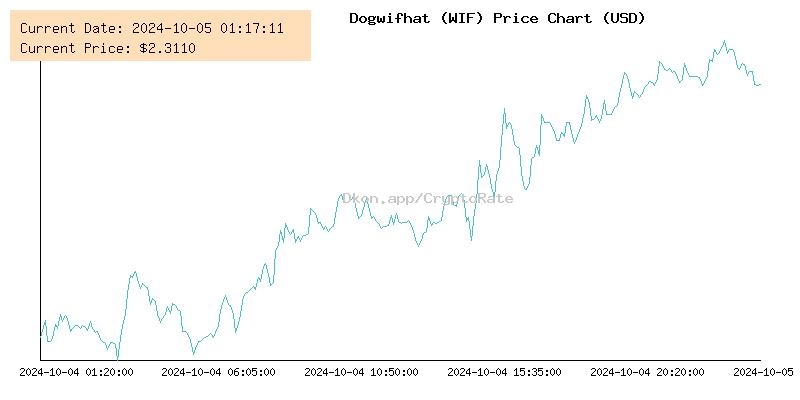 Dogwifhat (WIF) Price Chart (USD)
Current Date: 2024-10-05 01:17:11
Current Price: $2.3110
Okon.app/CryptoRate
2024-10-04 01:20:00 2024-10-04 06:05:00 2024-10-04 10:50:00 2024-10-04 15:35:00 2024-10-04 20:20:00 2024-10-05